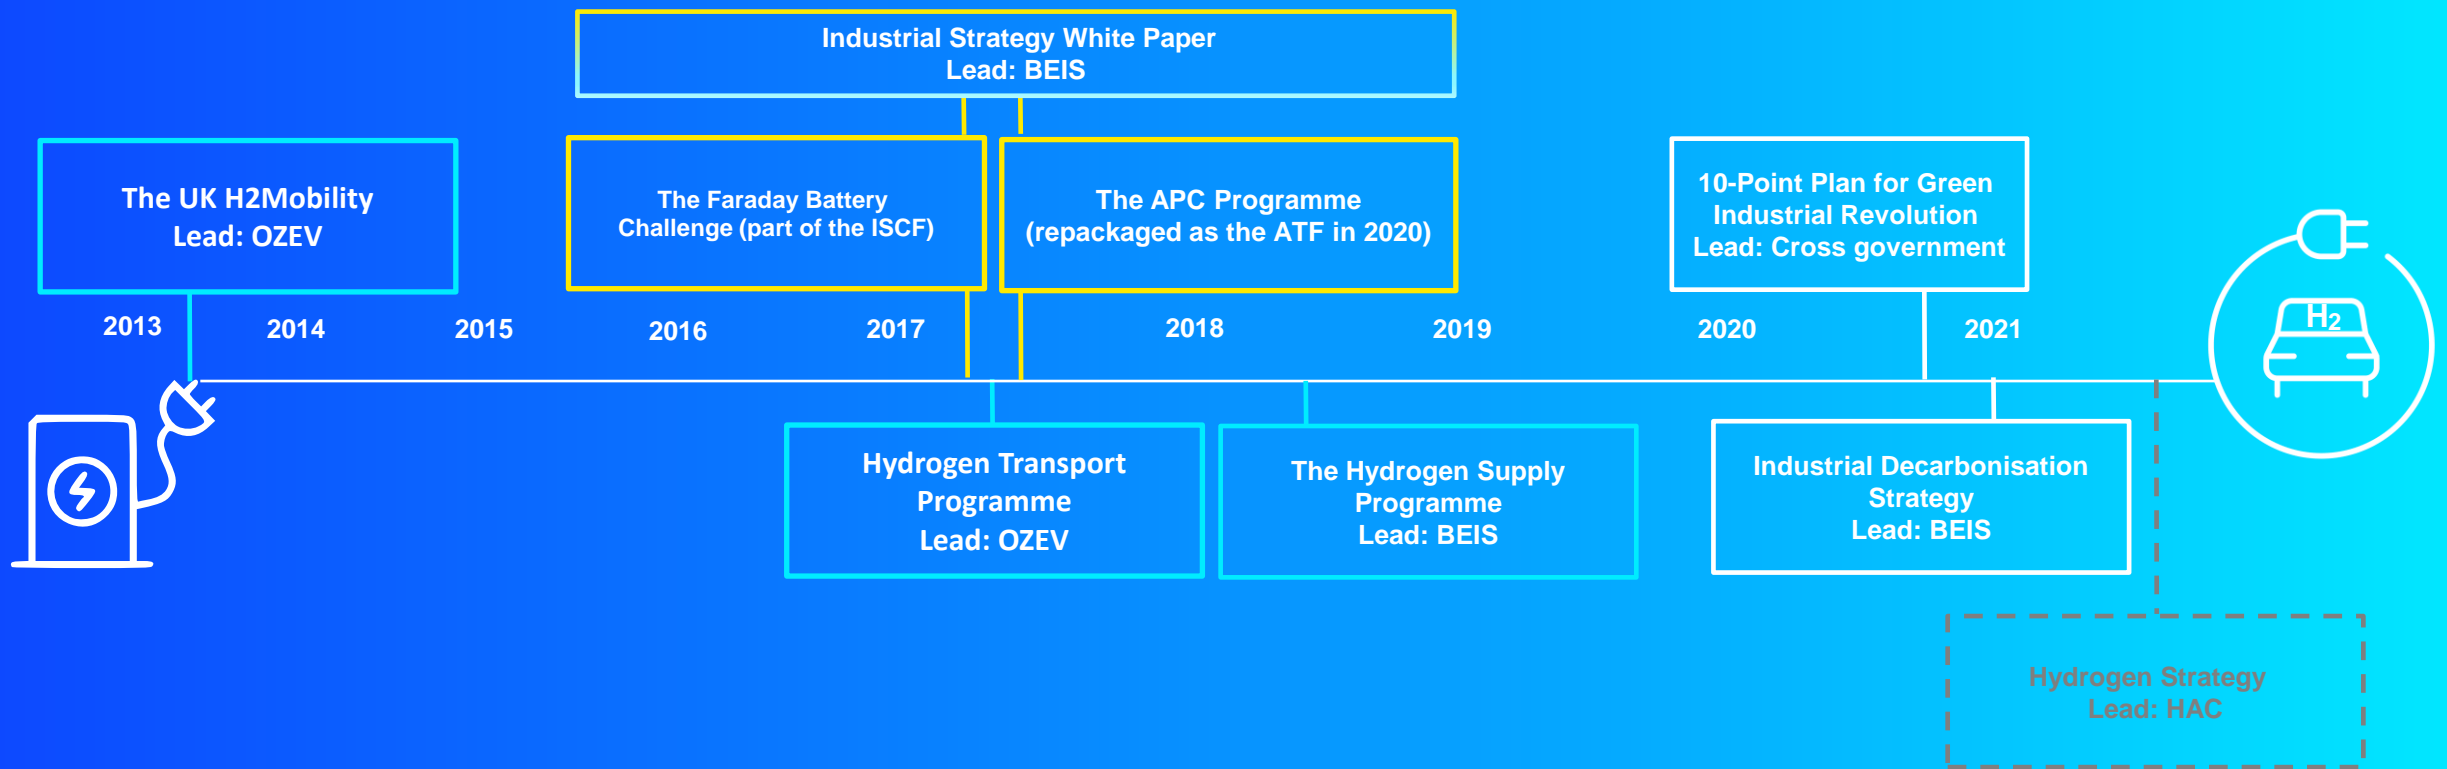 Industrial Strategy White Paper
Lead: BEIS
The UK H2Mobility
Lead: OZEV
The Faraday Battery
Challenge (part of the ISCF)
The APC Programme
(repackaged as the ATF in 2020)
10-Point Plan for Green
Industrial Revolution
Lead: Cross government
2013
2014
2015
2016
2017
2018
2019
2020
2021
H2
Hydrogen Transport
Programme
Lead: OZEV
The Hydrogen Supply
Programme
Lead: BEIS
Industrial Decarbonisation
Strategy
Lead: BEIS
Hydrogen Strategy
Lead: HAC